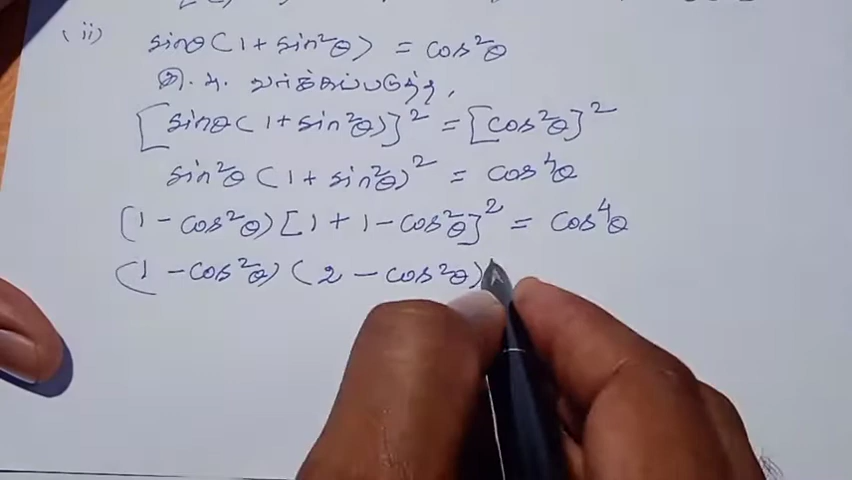 (ii) sinθ(1 + sin²θ) = cos²θ
இ.பு. வர்க்கப்படுத்த,
[sinθ(1 + sin²θ)]² = [cos²θ]²
sin²θ(1 + sin²θ)² = cos⁴θ
(1 - cos²θ)[1 + 1 - cos²θ]² = cos⁴θ
(1 - cos²θ)(2 - cos²θ)